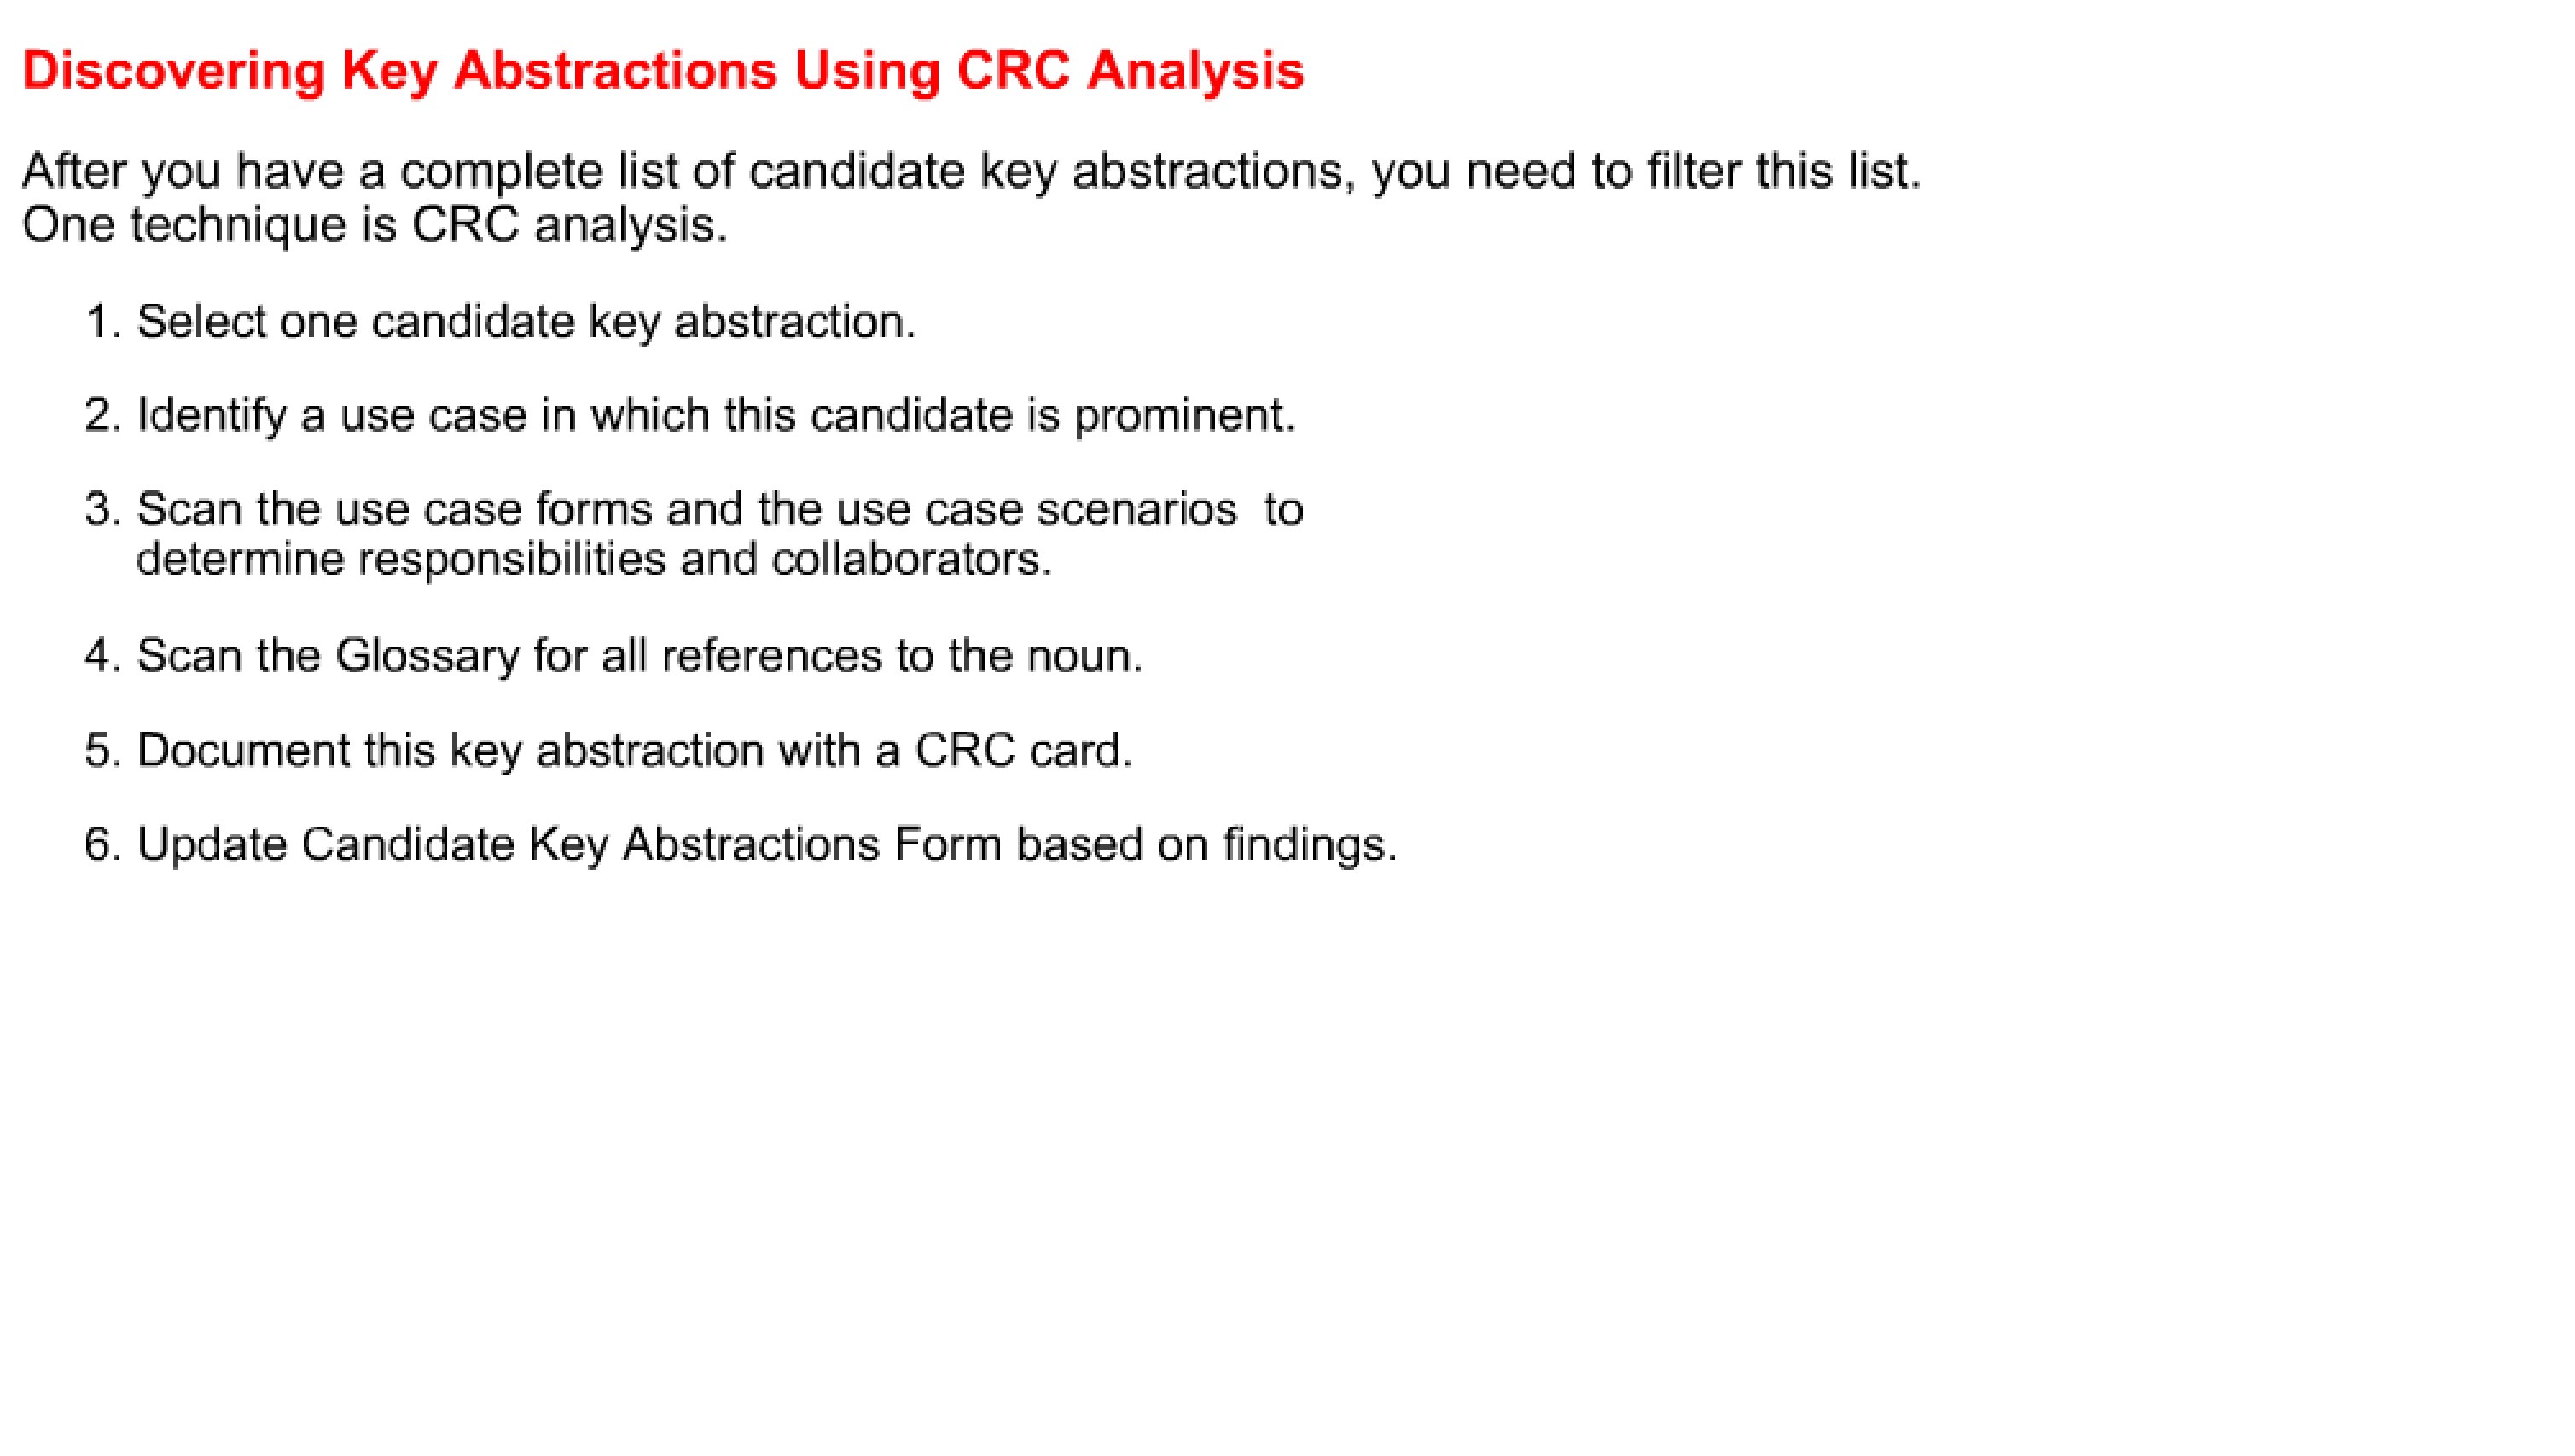 Discovering Key Abstractions Using CRC Analysis
After you have a complete list of candidate key abstractions, you need to filter this list.
One technique is CRC analysis.
1. Select one candidate key abstraction.
2. Identify a use case in which this candidate is prominent.
3. Scan the use case forms and the use case scenarios  to
determine responsibilities and collaborators.
4. Scan the Glossary for all references to the noun.
5. Document this key abstraction with a CRC card.
6. Update Candidate Key Abstractions Form based on findings.